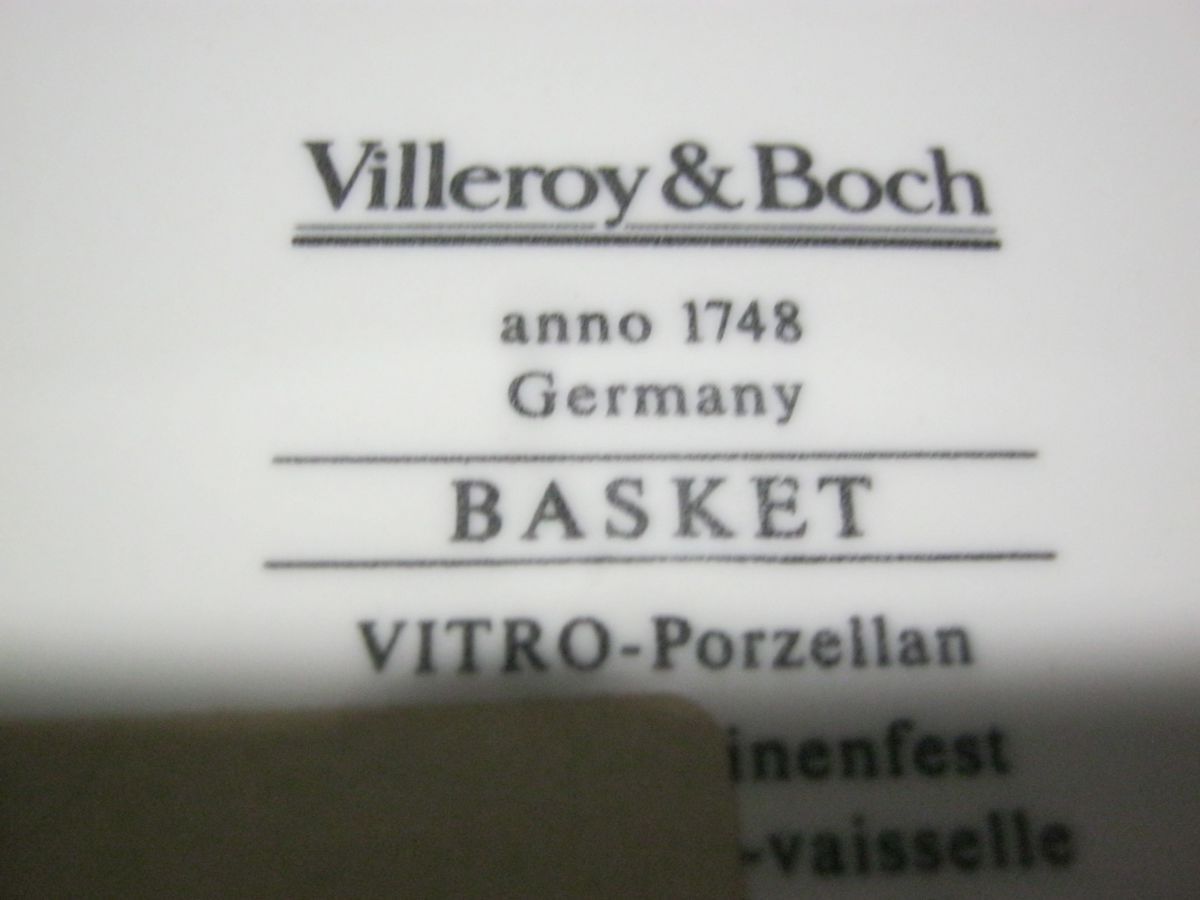 Villeroy & Boch
anno 1748
Germany
BASKET
VITRO-Porzellan
inenfest
-vaisselle